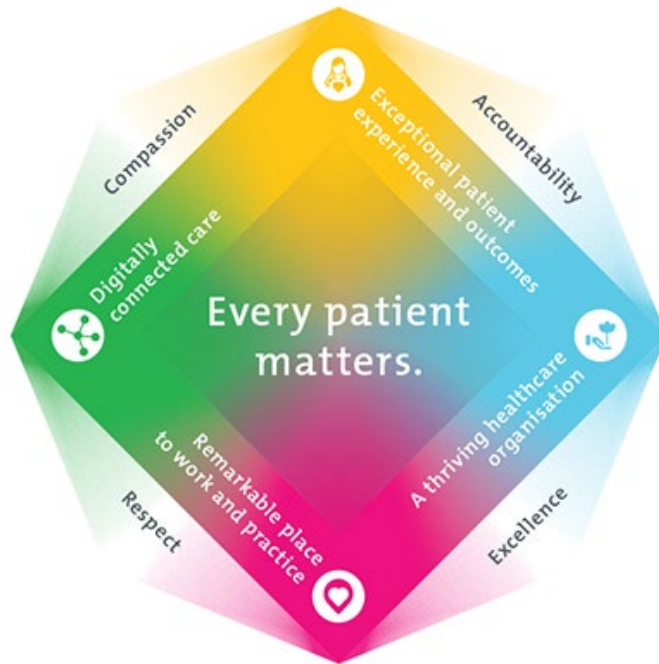 Compassion
Accountability
Exceptional patient
experience and outcomes
Digitally
connected care
Every patient
matters.
A thriving healthcare
organisation
Remarkable place
to work and practice
Respect
Excellence